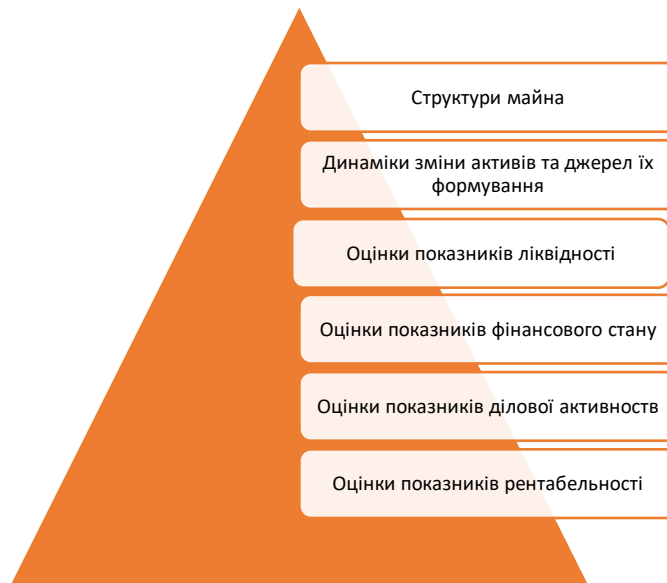 Структури майна
Динаміки зміни активів та джерел їх
формування
Оцінки показників ліквідності
Оцінки показників фінансового стану
Оцінки показників ділової активноств
Оцінки показників рентабельності